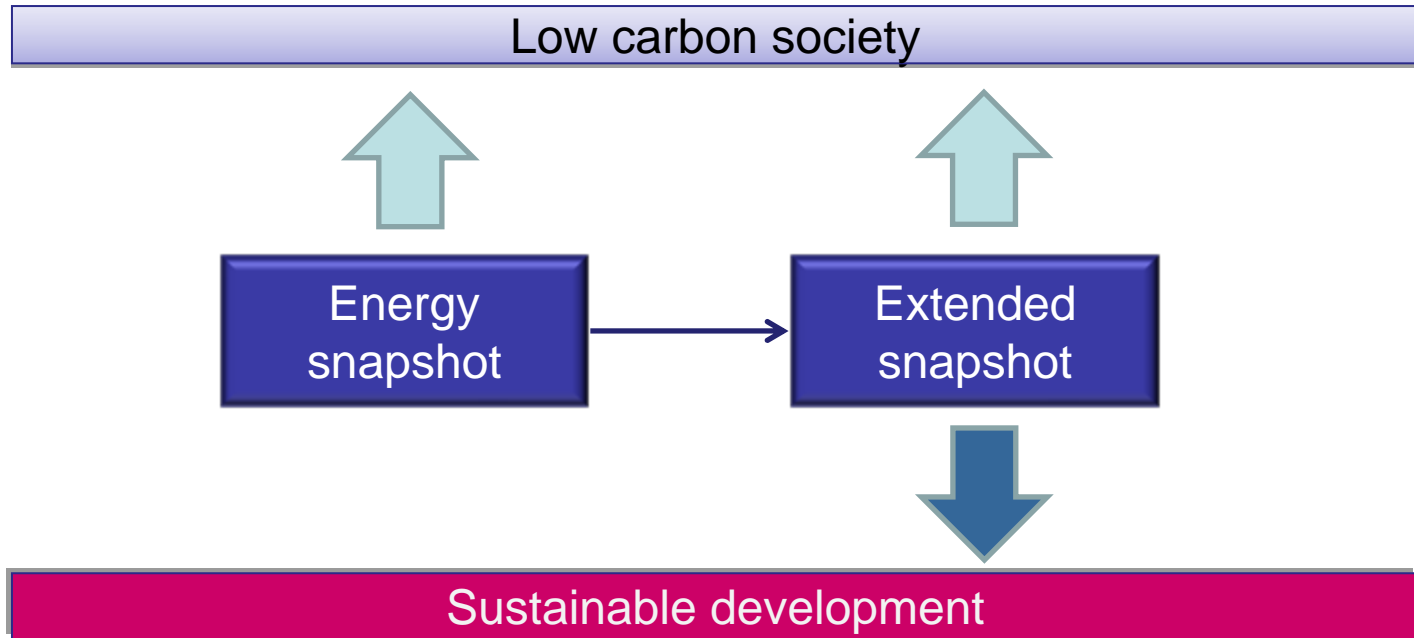 Low carbon society
Energy
snapshot
Extended
snapshot
Sustainable development